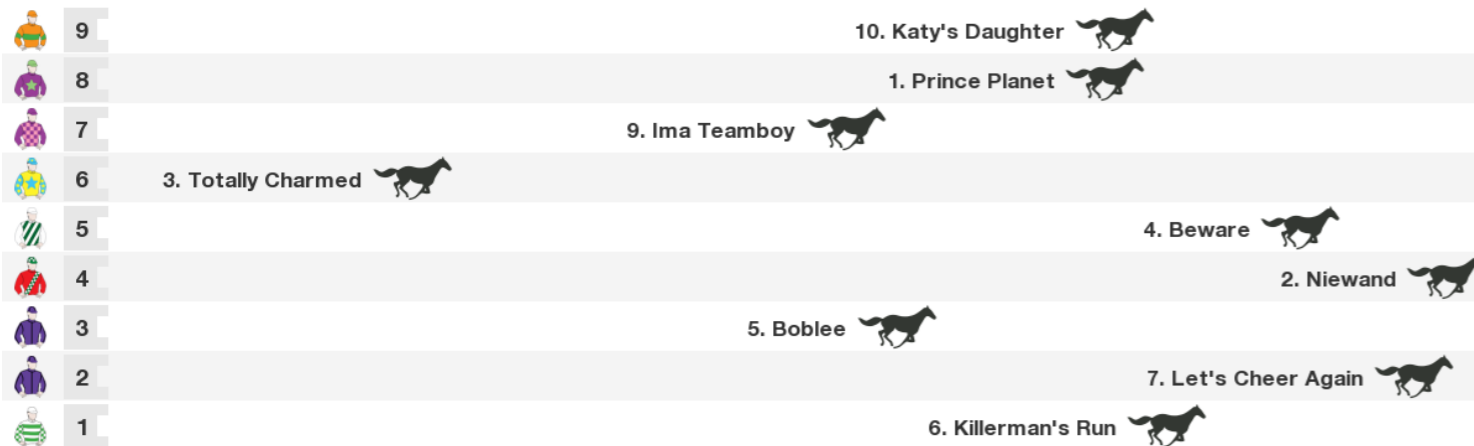 9 10. Katy's Daughter
8 1. Prince Planet
7 9. Ima Teamboy
6 3. Totally Charmed
5 4. Beware
4 2. Niewand
3 5. Boblee
2 7. Let's Cheer Again
1 6. Killerman's Run